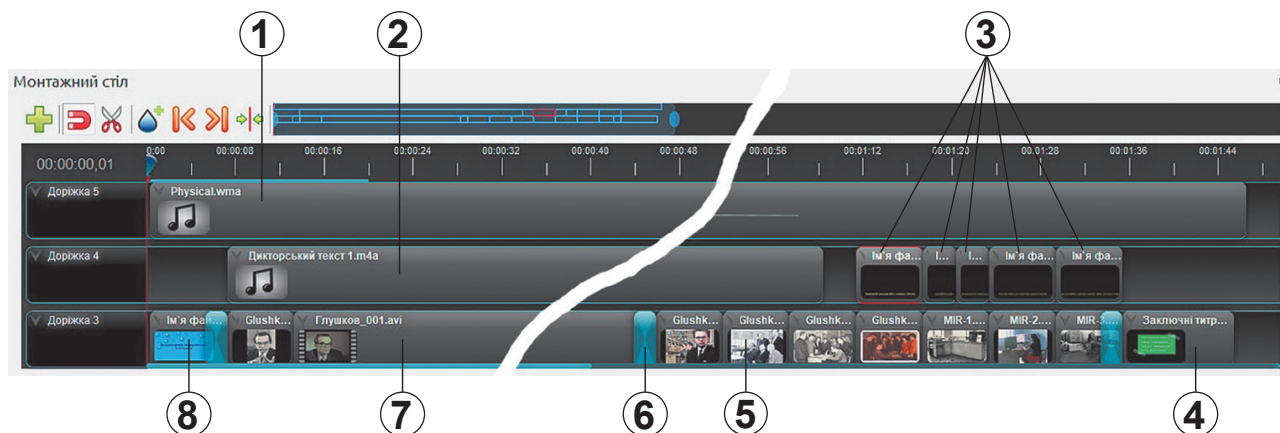 1 2 3
Монтажний стіл
00:00:00,01 0:00 00:00:08 00:00:16 00:00:24 00:00:32 00:00:40 00:00:48 00:00:56 00:01:12 00:01:20 00:01:28 00:01:36 00:01:44
Доріжка 5 Physical.wma
Доріжка 4 Дикторський текст 1.m4a Ім'я фа... І... І... Ім'я фа... Ім'я фа...
Доріжка 3 Ім'я фай... Glushk... Глушков_001.avi Glushk... Glushk... Glushk... Glushk... MIR-1.... MIR-2... MIR-3... Заключні титр...
8 7 6 5 4